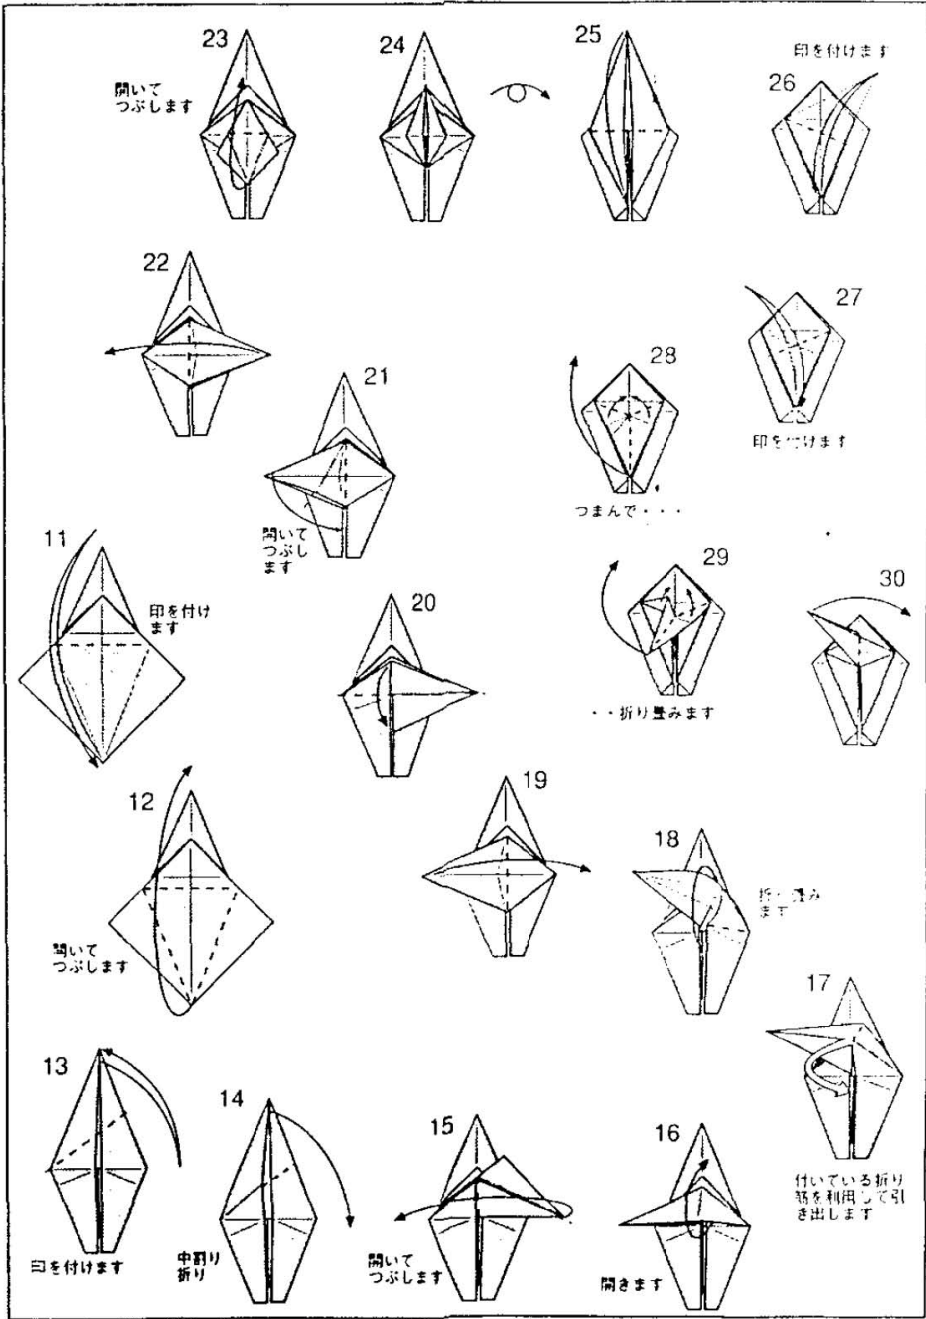 11
印を付け
ます
12
開いて
つぶします
13
印を付けます
14
中割り
折り
15
開いて
つぶします
16
開きます
17
付いている折り
筋を利用して引
き出します
18
折り畳み
ます
19
20
21
開いて
つぶし
ます
22
23
開いて
つぶします
24
25
26
印を付けます
27
印を付けます
28
つまんで・・・
29
・・折り畳みます
30